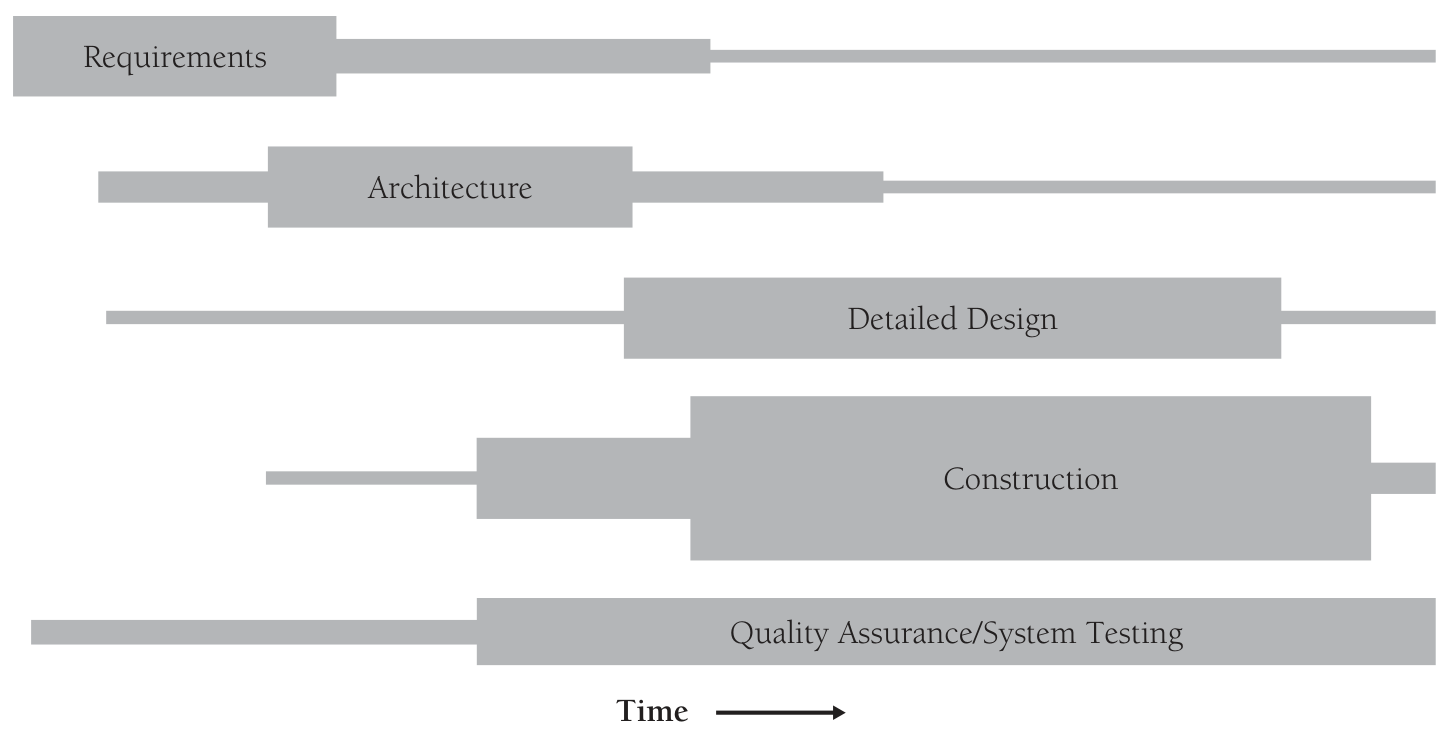 Requirements
Architecture
Detailed Design
Construction
Quality Assurance/System Testing
Time